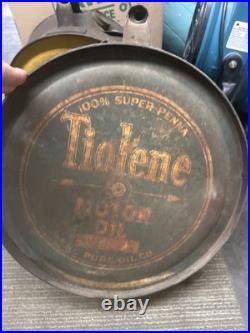 100% SUPER-PENNA
Tiolene
MOTOR
OIL
PURE OIL CO